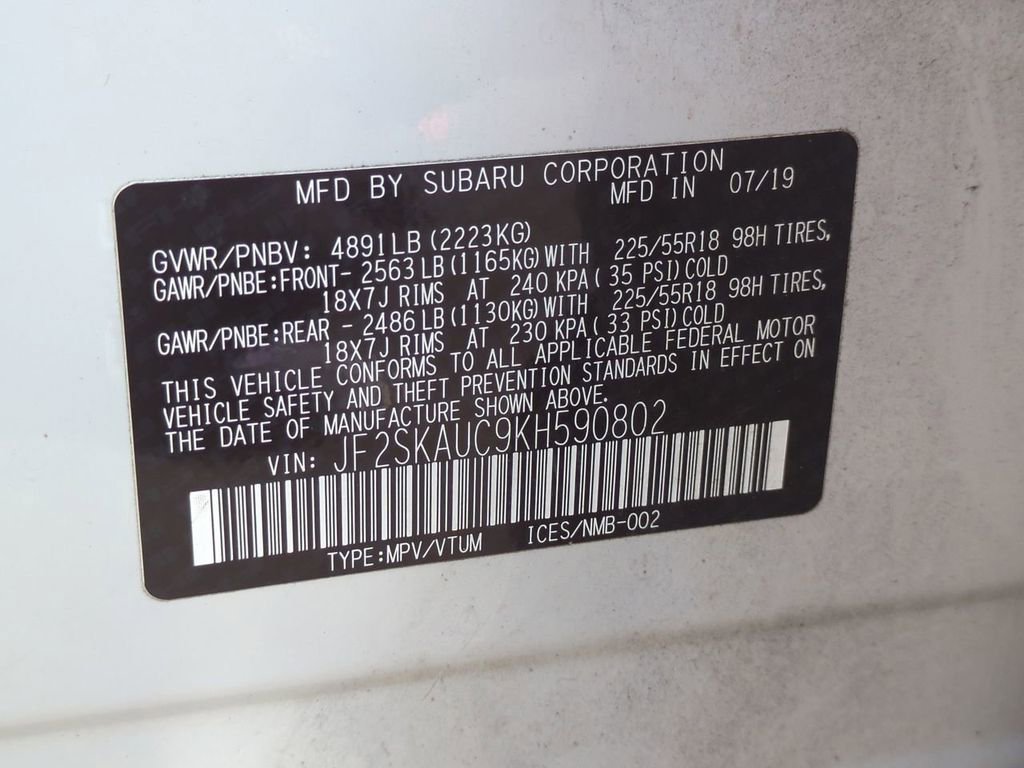 MFD BY SUBARU CORPORATION
MFD IN 07/19
GVWR/PNBV: 4891LB (2223KG)
GAWR/PNBE:FRONT- 2563LB(1165KG)WITH 225/55R18 98H TIRES,
18X7J RIMS AT 240 KPA( 35 PSI)COLD
GAWR/PNBE:REAR - 2486LB(1130KG)WITH 225/55R18 98H TIRES,
18X7J RIMS AT 230 KPA( 33 PSI)COLD
THIS VEHICLE CONFORMS TO ALL APPLICABLE FEDERAL MOTOR
VEHICLE SAFETY AND THEFT PREVENTION STANDARDS IN EFFECT ON
THE DATE OF MANUFACTURE SHOWN ABOVE.
VIN: JF2SKAUC9KH590802
TYPE:MPV/VTUM ICES/NMB-002